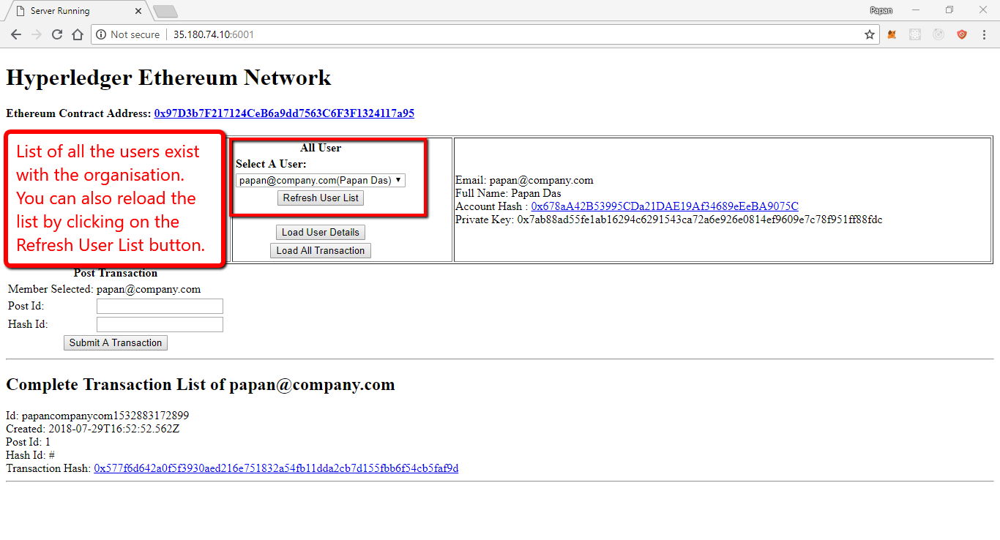 Server Running
Papan
Not secure
35.180.74.10:6001
Hyperledger Ethereum Network
Ethereum Contract Address: 0x97D3b7F217124CeB6a9dd7563C6F3F1324117a95
List of all the users exist
with the organisation.
You can also reload the
list by clicking on the
Refresh User List button.
All User
Select A User:
papan@company.com(Papan Das)
Refresh User List
Load User Details
Load All Transaction
Email: papan@company.com
Full Name: Papan Das
Account Hash : 0x678aA42B53995CDa21DAE19Af34689eEeBA9075C
Private Key: 0x7ab88ad55fe1ab16294c6291543ca72a6e926e0814ef9609e7c78f951ff88fdc
Post Transaction
Member Selected: papan@company.com
Post Id:
Hash Id:
Submit A Transaction
Complete Transaction List of papan@company.com
Id: papancompanycom1532883172899
Created: 2018-07-29T16:52:52.562Z
Post Id: 1
Hash Id: #
Transaction Hash: 0x577f6d642a0f5f3930aed216e751832a54fb11dda2cb7d155fbb6f54cb5faf9d